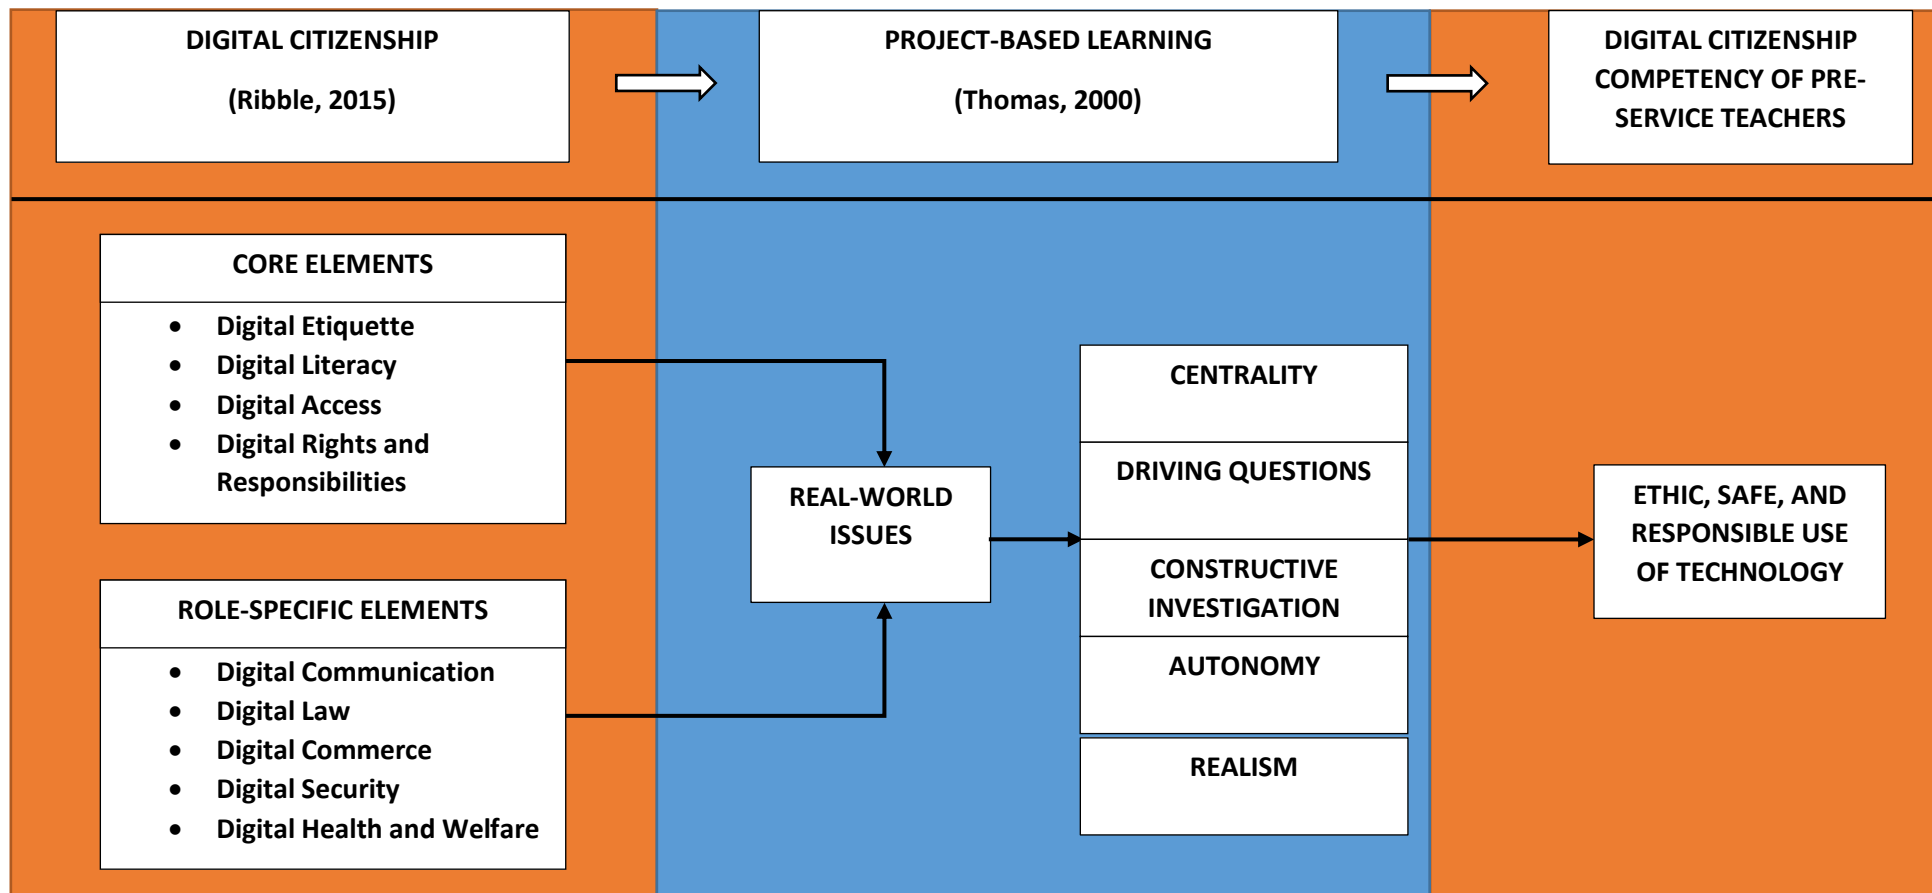 DIGITAL CITIZENSHIP
(Ribble, 2015)
PROJECT-BASED LEARNING
(Thomas, 2000)
DIGITAL CITIZENSHIP
COMPETENCY OF PRE-
SERVICE TEACHERS
CORE ELEMENTS
• Digital Etiquette
• Digital Literacy
• Digital Access
• Digital Rights and
Responsibilities
ROLE-SPECIFIC ELEMENTS
• Digital Communication
• Digital Law
• Digital Commerce
• Digital Security
• Digital Health and Welfare
REAL-WORLD
ISSUES
CENTRALITY
DRIVING QUESTIONS
CONSTRUCTIVE
INVESTIGATION
AUTONOMY
REALISM
ETHIC, SAFE, AND
RESPONSIBLE USE
OF TECHNOLOGY